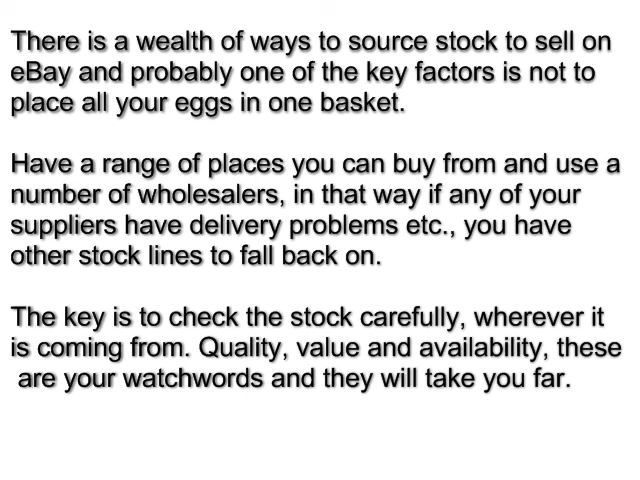 There is a wealth of ways to source stock to sell on
eBay and probably one of the key factors is not to
place all your eggs in one basket.
Have a range of places you can buy from and use a
number of wholesalers, in that way if any of your
suppliers have delivery problems etc., you have
other stock lines to fall back on.
The key is to check the stock carefully, wherever it
is coming from. Quality, value and availability, these
are your watchwords and they will take you far.